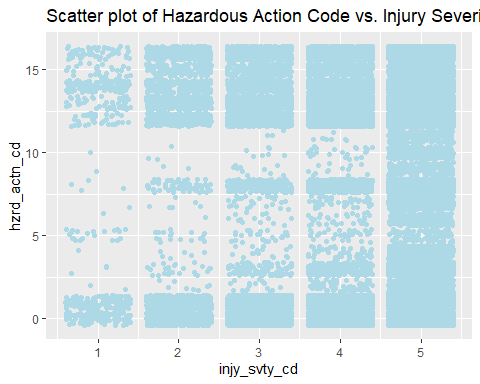 Scatter plot of Hazardous Action Code vs. Injury Severi
15
10
5
0
hzrd_actn_cd
1 2 3 4 5
injy_svty_cd